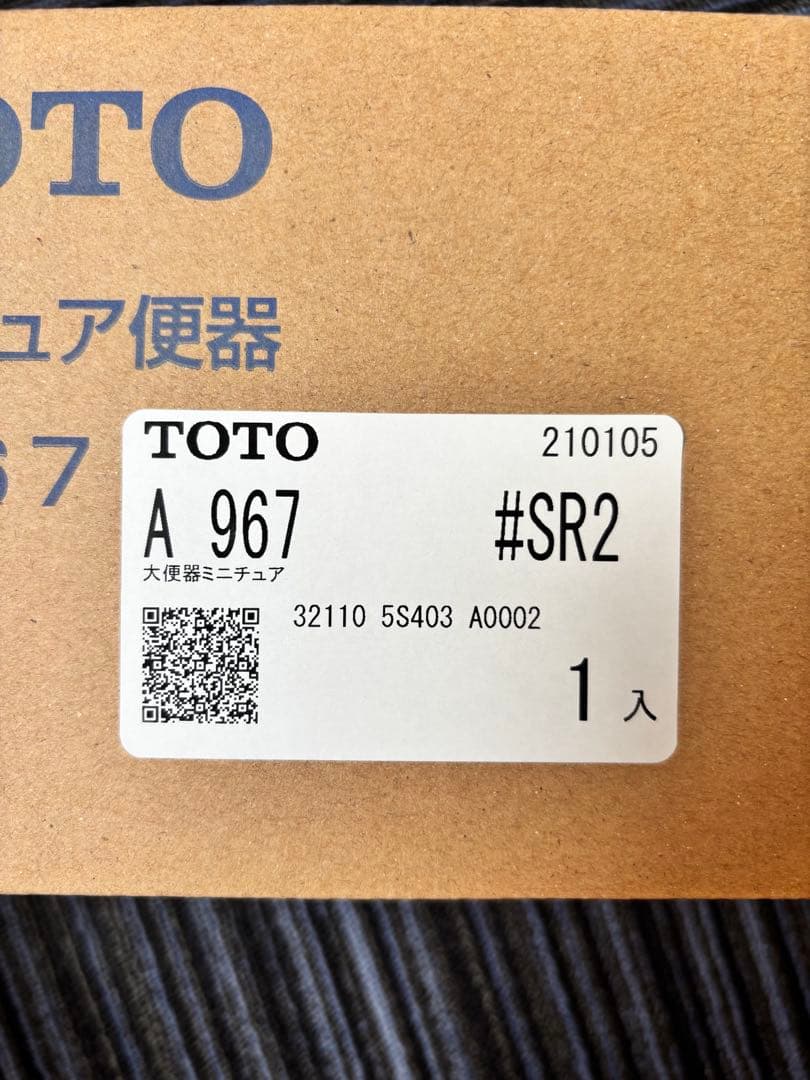 OTO
ュア便器
67
TOTO 210105
A 967 #SR2
大便器ミニチュア
32110 5S403 A0002
1 入